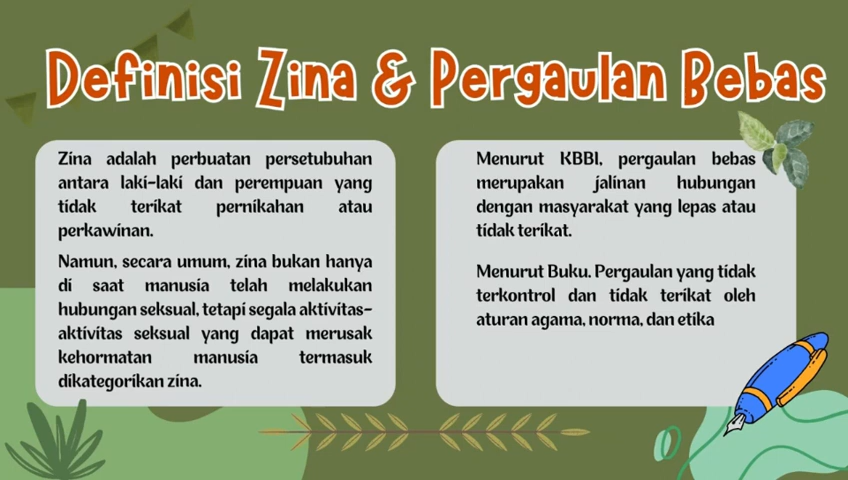 Definisi Zina & Pergaulan Bebas
Zina adalah perbuatan persetubuhan
antara laki-laki dan perempuan yang
tidak terikat pernikahan atau
perkawinan.
Namun, secara umum, zina bukan hanya
di saat manusia telah melakukan
hubungan seksual, tetapi segala aktivitas-
aktivitas seksual yang dapat merusak
kehormatan manusia termasuk
dikategorikan zina.
Menurut KBBI, pergaulan bebas
merupakan jalinan hubungan
dengan masyarakat yang lepas atau
tidak terikat.
Menurut Buku. Pergaulan yang tidak
terkontrol dan tidak terikat oleh
aturan agama, norma, dan etika